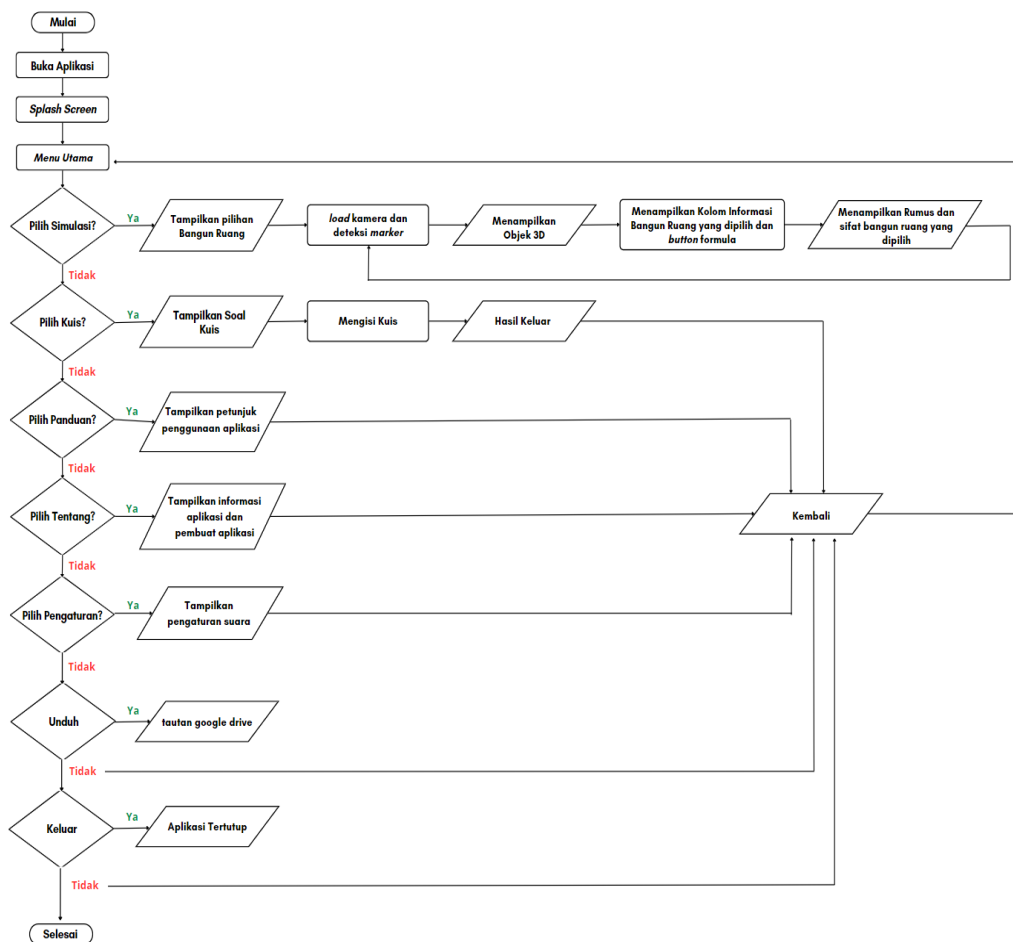 Mulai
Buka Aplikasi
Splash Screen
Menu Utama
Pilih Simulasi?
Ya
Tampilkan pilihan
Bangun Ruang
load kamera dan
deteksi marker
Menampilkan
Objek 3D
Menampilkan Kolom Informasi
Bangun Ruang yang dipilih dan
button formula
Menampilkan Rumus dan
sifat bangun ruang yang
dipilih
Tidak
Pilih Kuis?
Ya
Tampilkan Soal
Kuis
Mengisi Kuis
Hasil Keluar
Tidak
Pilih Panduan?
Ya
Tampilkan petunjuk
penggunaan aplikasi
Tidak
Pilih Tentang?
Ya
Tampilkan informasi
aplikasi dan
pembuat aplikasi
Kembali
Tidak
Pilih Pengaturan?
Ya
Tampilkan
pengaturan suara
Tidak
Unduh
Ya
tautan google drive
Tidak
Keluar
Ya
Aplikasi Tertutup
Tidak
Selesai